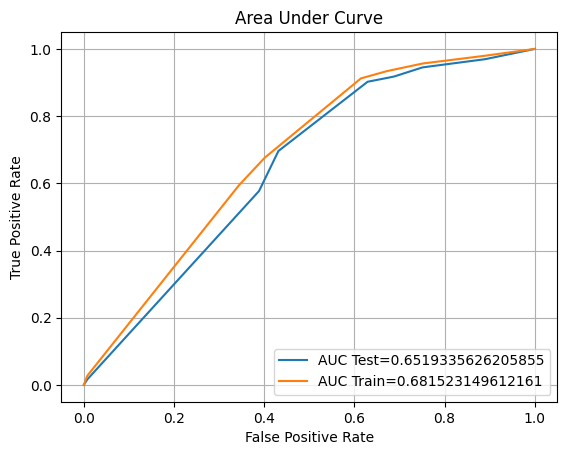 Area Under Curve
1.0
0.8
0.6
0.4
0.2
0.0
True Positive Rate
AUC Test=0.6519335626205855
AUC Train=0.681523149612161
0.0 0.2 0.4 0.6 0.8 1.0
False Positive Rate